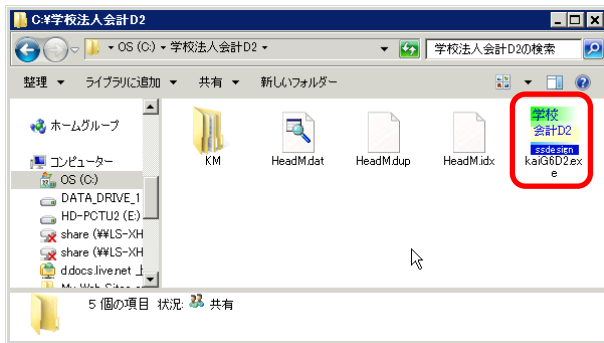 C:¥学校法人会計D2
OS (C:) 学校法人会計D2
学校法人会計D2の検索
整理 ライブラリに追加 共有 新しいフォルダー
ホームグループ
コンピューター
OS (C:)
DATA_DRIVE_1
HD-PCTU2 (E:)
share (¥¥LS-XH
share (¥¥LS-XH
d.docs.live.net
My Web Sites
KM
HeadM.dat
HeadM.dup
HeadM.idx
学校
会計D2
ssdesign
kaiG6D2.ex
e
5 個の項目 状況: 共有